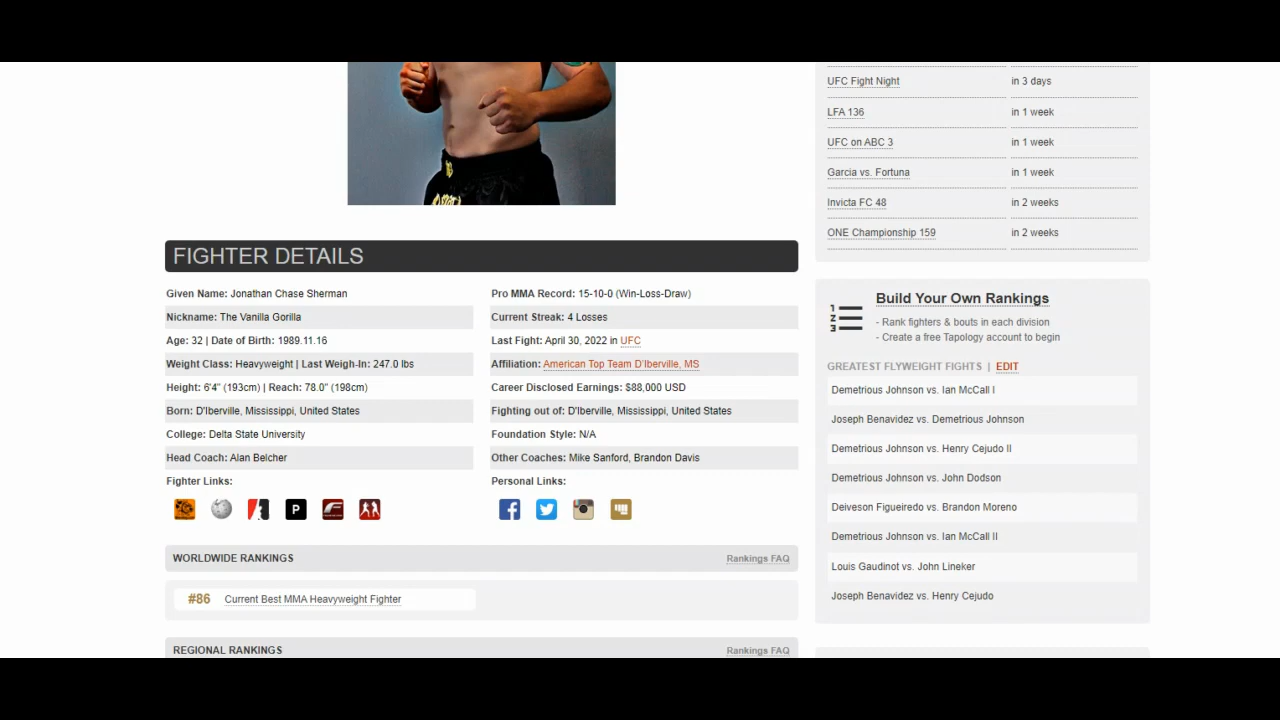 FIGHTER DETAILS
Given Name: Jonathan Chase Sherman
Nickname: The Vanilla Gorilla
Age: 32 | Date of Birth: 1989.11.16
Weight Class: Heavyweight | Last Weigh-In: 247.0 lbs
Height: 6'4" (193cm) | Reach: 78.0" (198cm)
Born: D'Iberville, Mississippi, United States
College: Delta State University
Head Coach: Alan Belcher
Fighter Links:
P
Pro MMA Record: 15-10-0 (Win-Loss-Draw)
Current Streak: 4 Losses
Last Fight: April 30, 2022 in UFC
Affiliation: American Top Team D'Iberville, MS
Career Disclosed Earnings: $88,000 USD
Fighting out of: D'Iberville, Mississippi, United States
Foundation Style: N/A
Other Coaches: Mike Sanford, Brandon Davis
Personal Links:
WORLDWIDE RANKINGS Rankings FAQ
#86 Current Best MMA Heavyweight Fighter
REGIONAL RANKINGS Rankings FAQ
UFC Fight Night in 3 days
LFA 136 in 1 week
UFC on ABC 3 in 1 week
Garcia vs. Fortuna in 1 week
Invicta FC 48 in 2 weeks
ONE Championship 159 in 2 weeks
Build Your Own Rankings
- Rank fighters & bouts in each division
- Create a free Tapology account to begin
GREATEST FLYWEIGHT FIGHTS | EDIT
Demetrious Johnson vs. Ian McCall I
Joseph Benavidez vs. Demetrious Johnson
Demetrious Johnson vs. Henry Cejudo II
Demetrious Johnson vs. John Dodson
Deiveson Figueiredo vs. Brandon Moreno
Demetrious Johnson vs. Ian McCall II
Louis Gaudinot vs. John Lineker
Joseph Benavidez vs. Henry Cejudo